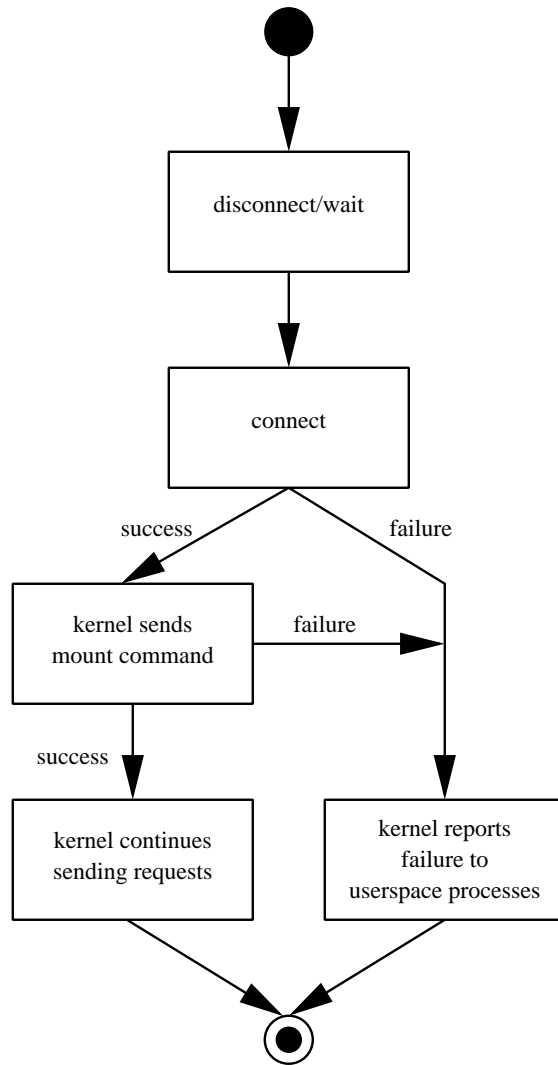 disconnect/wait
connect
success
failure
kernel sends
mount command
failure
success
kernel continues
sending requests
kernel reports
failure to
userspace processes